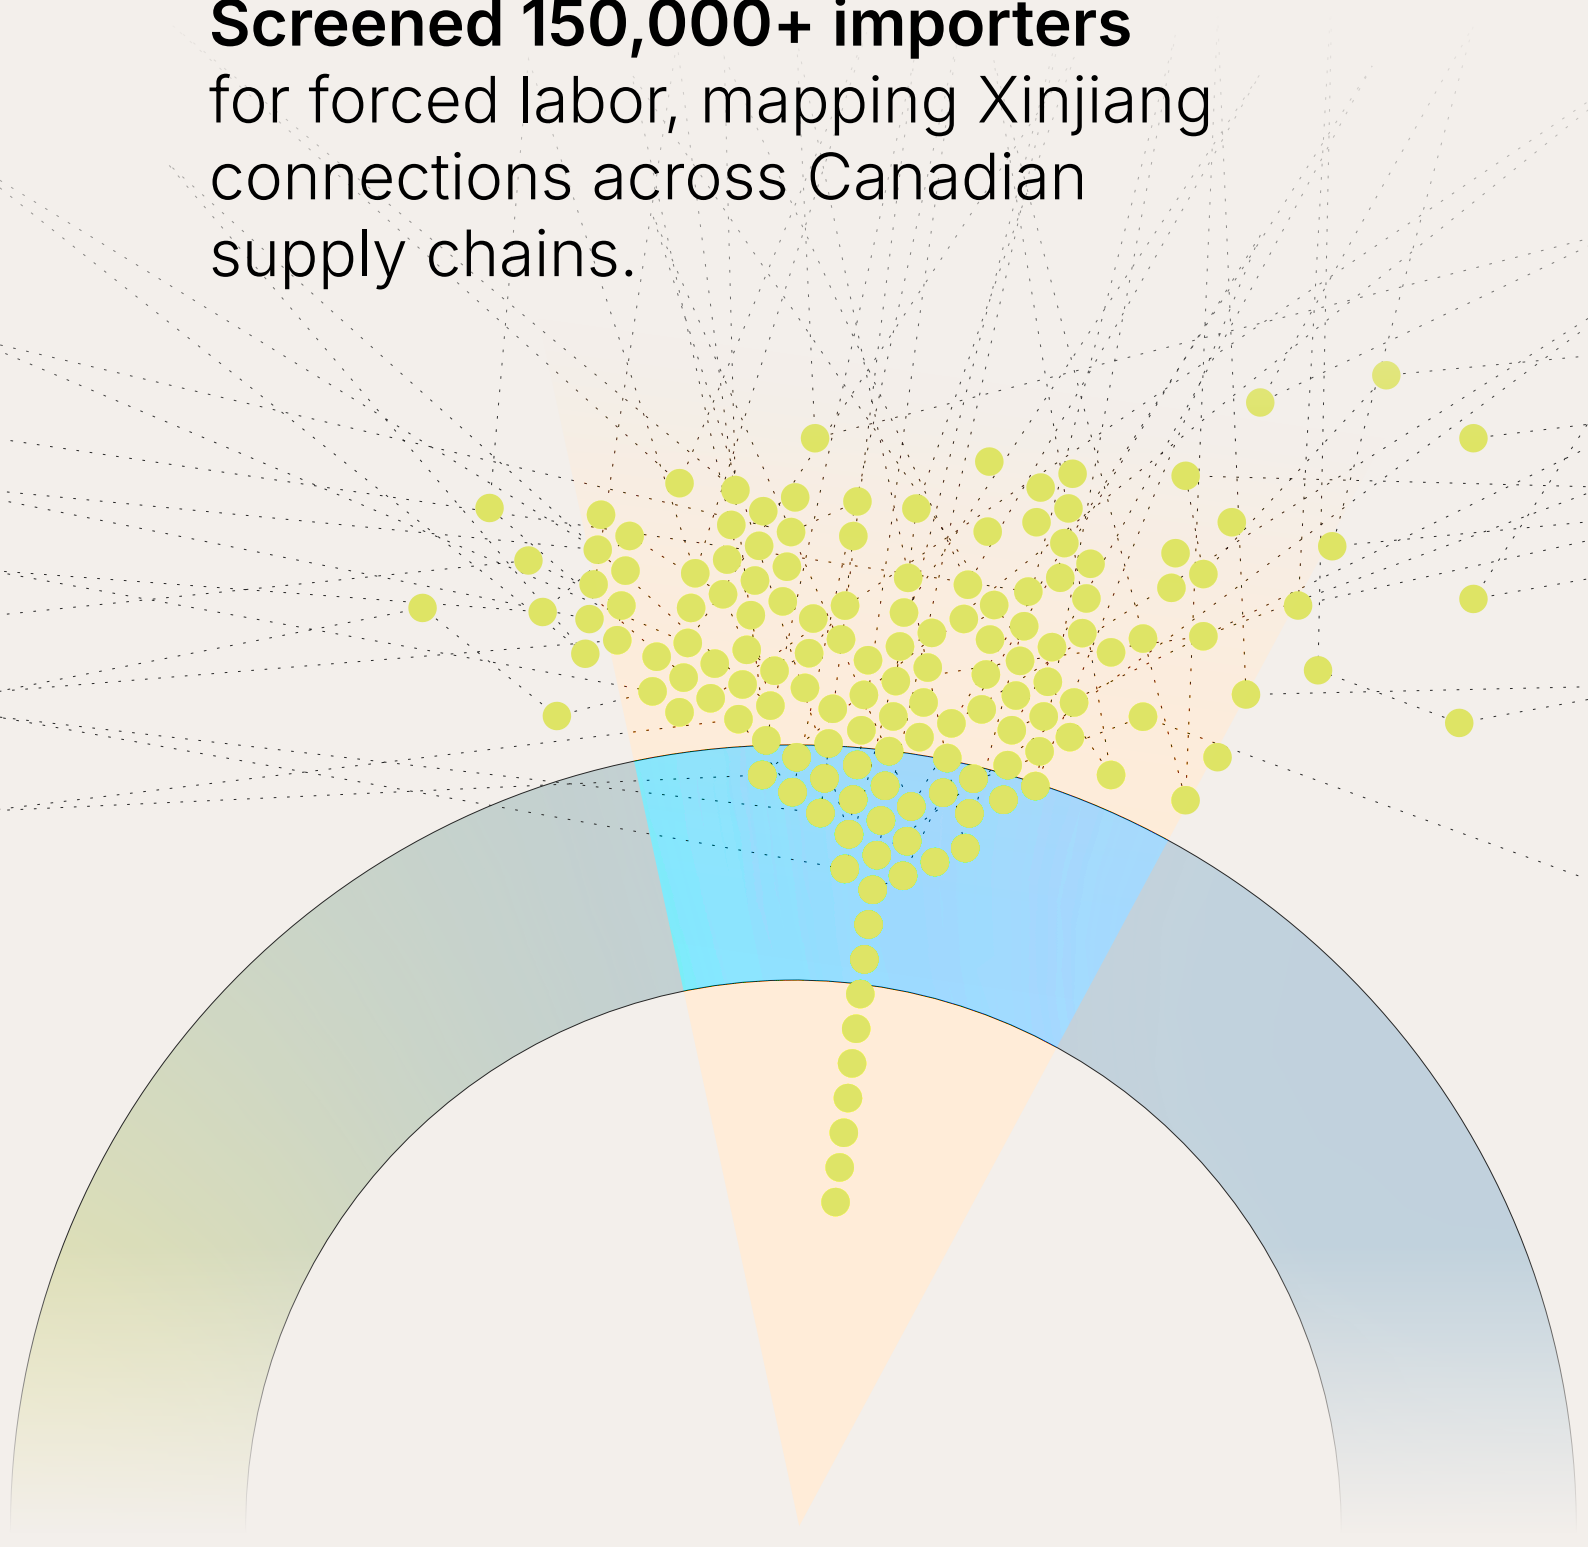 Screened 150,000+ importers
for forced labor, mapping Xinjiang
connections across Canadian
supply chains.